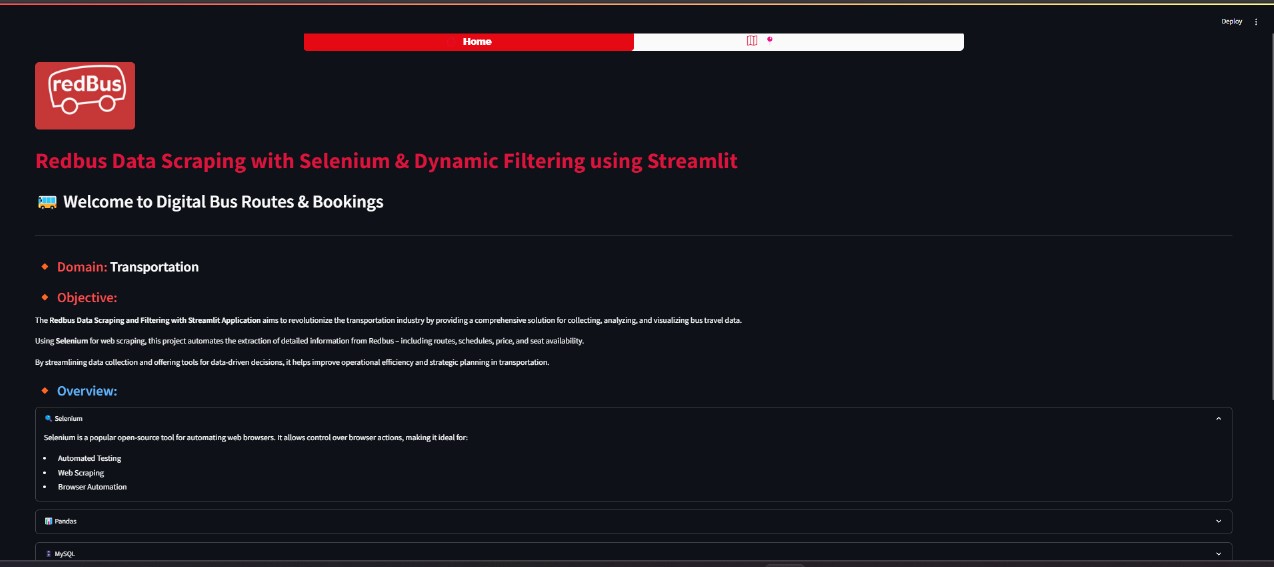 Deploy
Home
redBus
Redbus Data Scraping with Selenium & Dynamic Filtering using Streamlit
Welcome to Digital Bus Routes & Bookings
Domain: Transportation
Objective:
The Redbus Data Scraping and Filtering with Streamlit Application aims to revolutionize the transportation industry by providing a comprehensive solution for collecting, analyzing, and visualizing bus travel data.
Using Selenium for web scraping, this project automates the extraction of detailed information from Redbus – including routes, schedules, price, and seat availability.
By streamlining data collection and offering tools for data-driven decisions, it helps improve operational efficiency and strategic planning in transportation.
Overview:
Selenium
Selenium is a popular open-source tool for automating web browsers. It allows control over browser actions, making it ideal for:
• Automated Testing
• Web Scraping
• Browser Automation
Pandas
MySQL